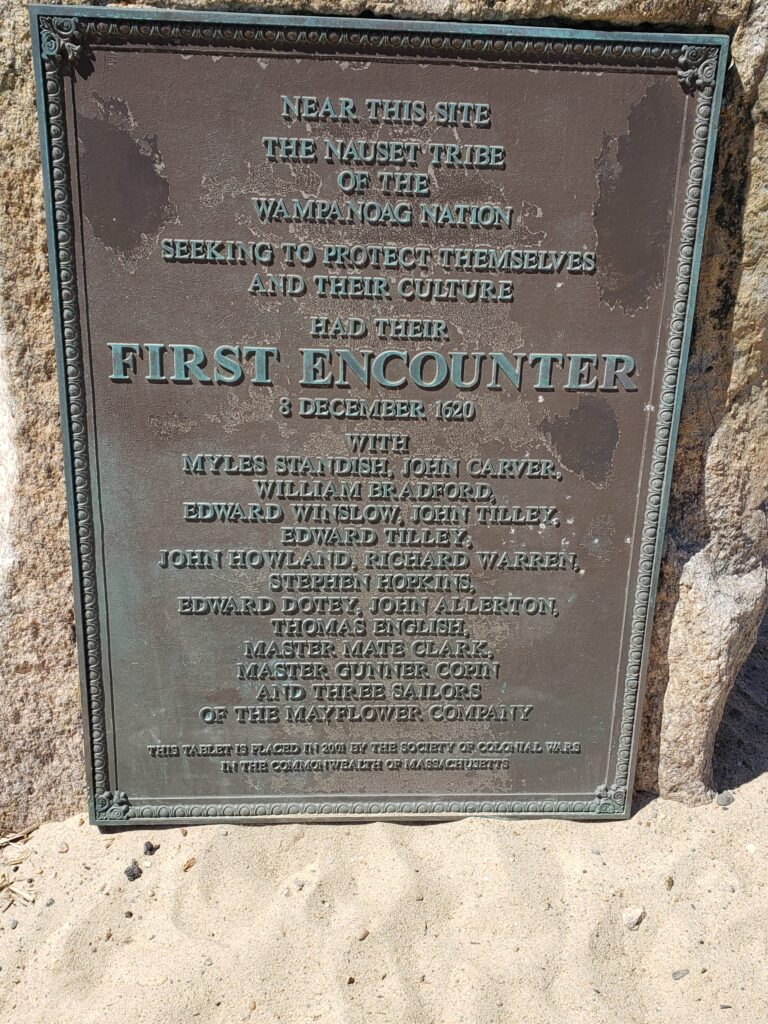 NEAR THIS SITE
THE NAUSET TRIBE
OF THE
WAMPANOAG NATION
SEEKING TO PROTECT THEMSELVES
AND THEIR CULTURE
HAD THEIR
FIRST ENCOUNTER
8 DECEMBER 1620
WITH
MYLES STANDISH, JOHN CARVER,
WILLIAM BRADFORD,
EDWARD WINSLOW, JOHN TILLEY,
EDWARD TILLEY,
JOHN HOWLAND, RICHARD WARREN,
STEPHEN HOPKINS,
EDWARD DOTEY, JOHN ALLERTON,
THOMAS ENGLISH,
MASTER MATE CLARK,
MASTER GUNNER COPIN
AND THREE SAILORS
OF THE MAYFLOWER COMPANY
THIS TABLET IS PLACED IN 2001 BY THE SOCIETY OF COLONIAL WARS
IN THE COMMONWEALTH OF MASSACHUSETTS